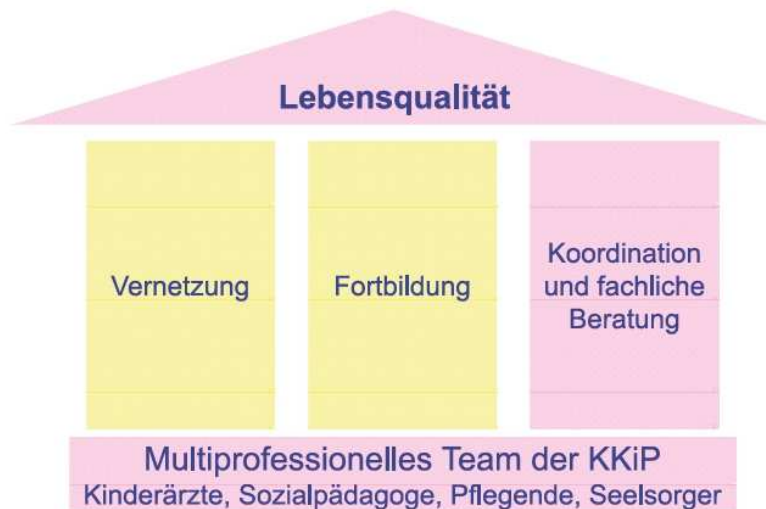 Lebensqualität
Vernetzung
Fortbildung
Koordination
und fachliche
Beratung
Multiprofessionelles Team der KKiP
Kinderärzte, Sozialpädagoge, Pflegende, Seelsorger